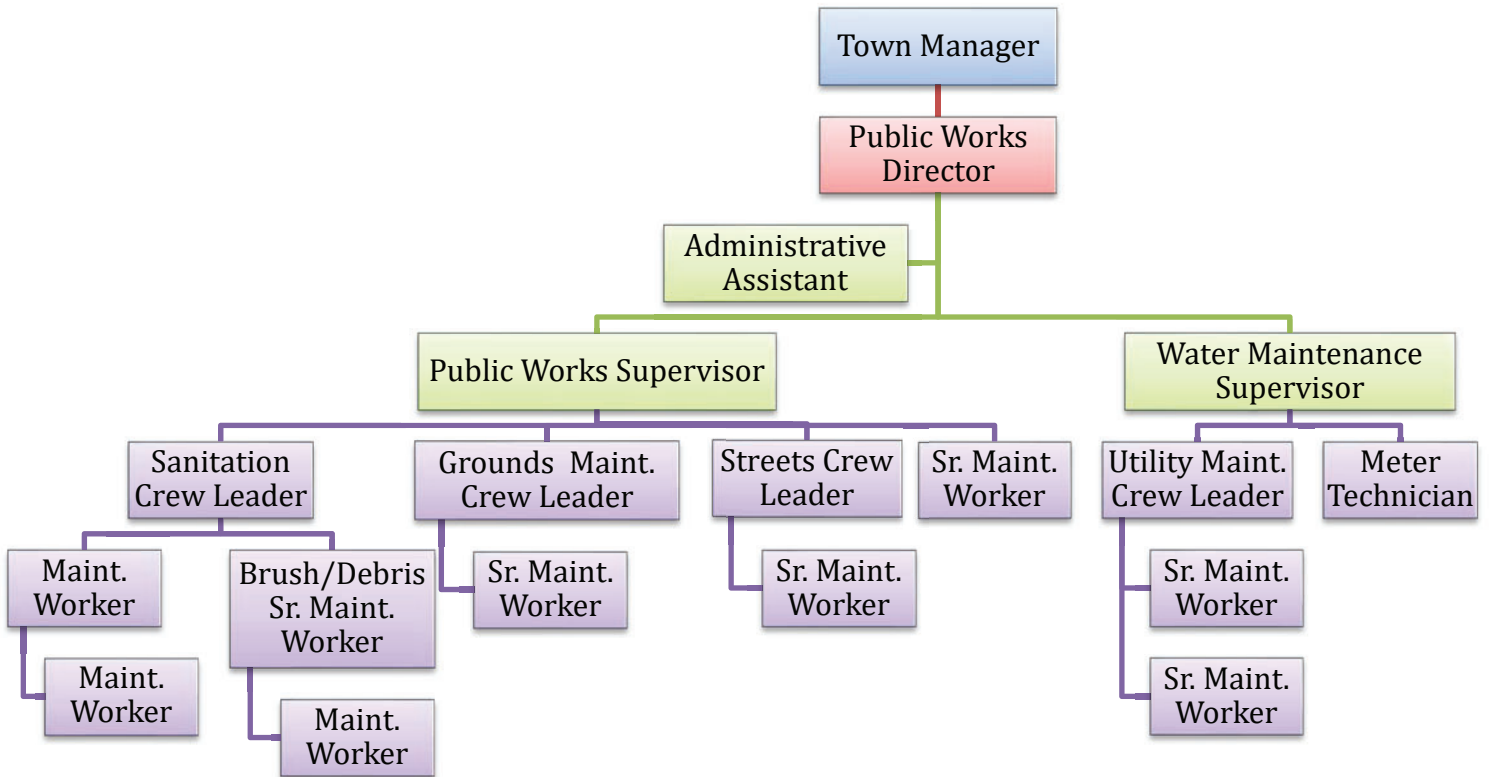 Town Manager
Public Works
Director
Administrative
Assistant
Public Works Supervisor
Water Maintenance
Supervisor
Sanitation
Crew Leader
Grounds  Maint.
Crew Leader
Streets Crew
Leader
Sr. Maint.
Worker
Utility Maint.
Crew Leader
Meter
Technician
Maint.
Worker
Brush/Debris
Sr. Maint.
Worker
Sr. Maint.
Worker
Sr. Maint.
Worker
Sr. Maint.
Worker
Maint.
Worker
Maint.
Worker
Sr. Maint.
Worker